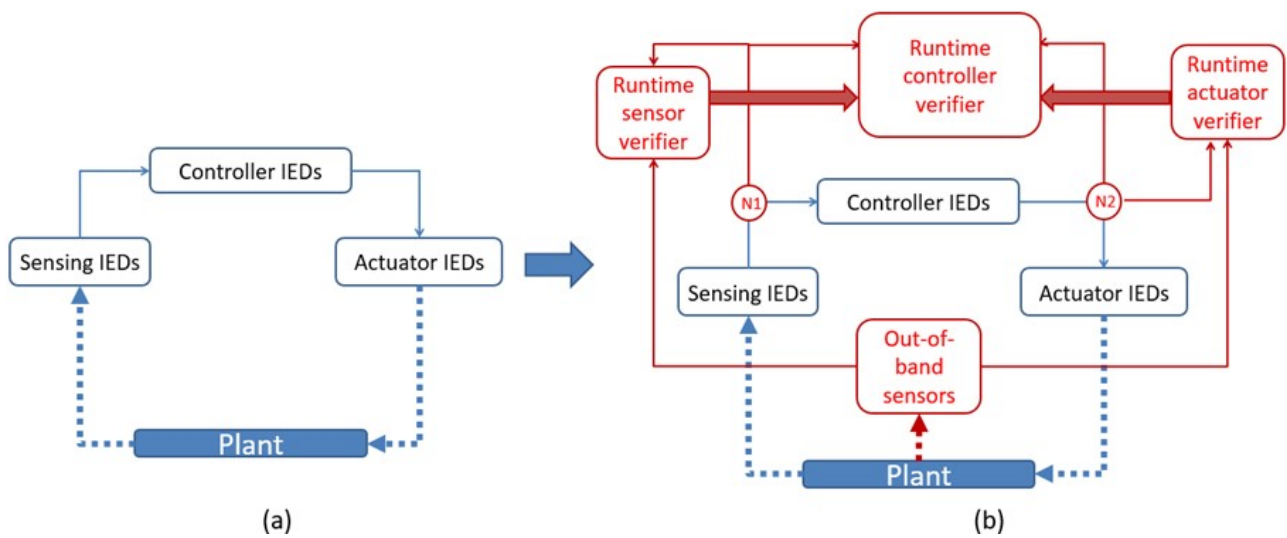 Controller IEDs
Sensing IEDs
Actuator IEDs
Plant
(a)
Runtime
sensor
verifier
Runtime
controller
verifier
Runtime
actuator
verifier
N1
Controller IEDs
N2
Sensing IEDs
Actuator IEDs
Out-of-
band
sensors
Plant
(b)